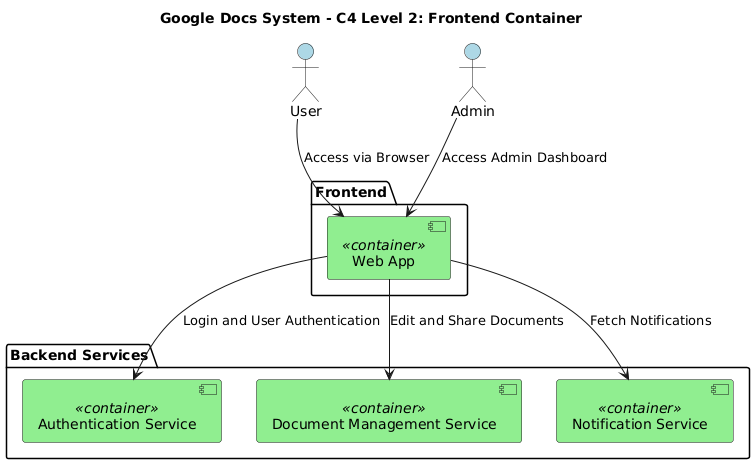 Google Docs System - C4 Level 2: Frontend Container
User
Admin
Access via Browser
Access Admin Dashboard
Frontend
«container»
Web App
Login and User Authentication
Edit and Share Documents
Fetch Notifications
Backend Services
«container»
Authentication Service
«container»
Document Management Service
«container»
Notification Service